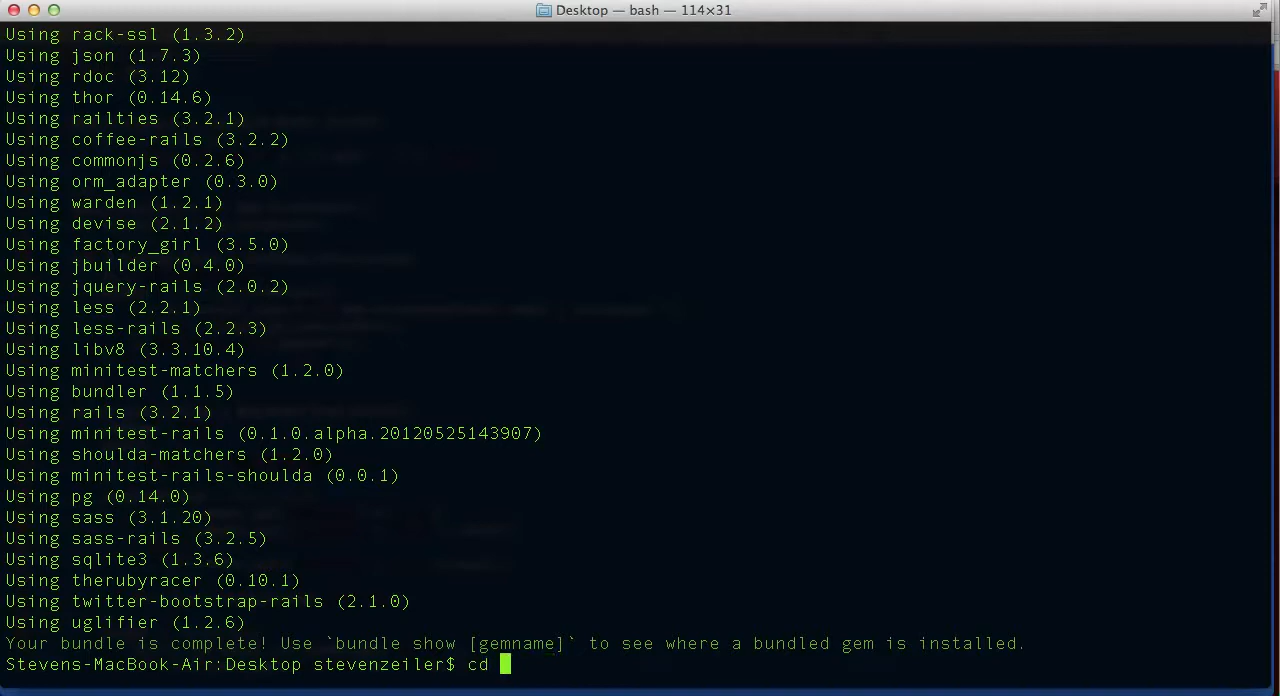 Desktop — bash — 114×31
Using rack-ssl (1.3.2)
Using json (1.7.3)
Using rdoc (3.12)
Using thor (0.14.6)
Using railties (3.2.1)
Using coffee-rails (3.2.2)
Using commonjs (0.2.6)
Using orm_adapter (0.3.0)
Using warden (1.2.1)
Using devise (2.1.2)
Using factory_girl (3.5.0)
Using jbuilder (0.4.0)
Using jquery-rails (2.0.2)
Using less (2.2.1)
Using less-rails (2.2.3)
Using libv8 (3.3.10.4)
Using minitest-matchers (1.2.0)
Using bundler (1.1.5)
Using rails (3.2.1)
Using minitest-rails (0.1.0.alpha.20120525143907)
Using shoulda-matchers (1.2.0)
Using minitest-rails-shoulda (0.0.1)
Using pg (0.14.0)
Using sass (3.1.20)
Using sass-rails (3.2.5)
Using sqlite3 (1.3.6)
Using therubyracer (0.10.1)
Using twitter-bootstrap-rails (2.1.0)
Using uglifier (1.2.6)
Your bundle is complete! Use `bundle show [gemname]` to see where a bundled gem is installed.
Stevens-MacBook-Air:Desktop stevenzeiler$ cd